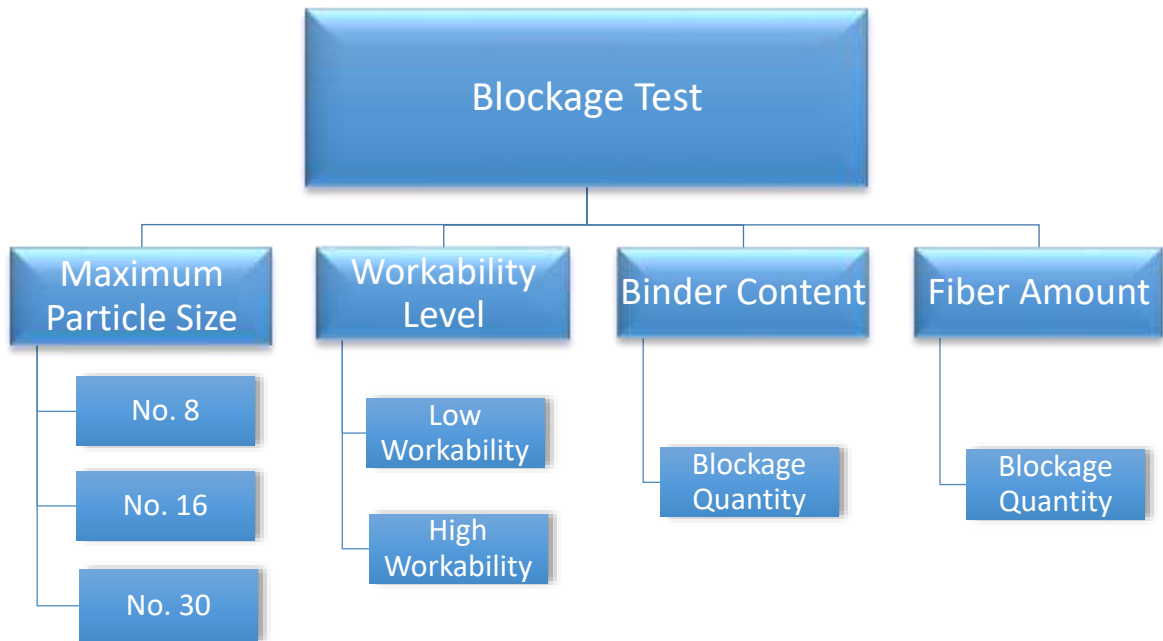 Blockage Test
Maximum
Particle Size
Workability
Level
Binder Content
Fiber Amount
No. 8
No. 16
No. 30
Low
Workability
High
Workability
Blockage
Quantity
Blockage
Quantity